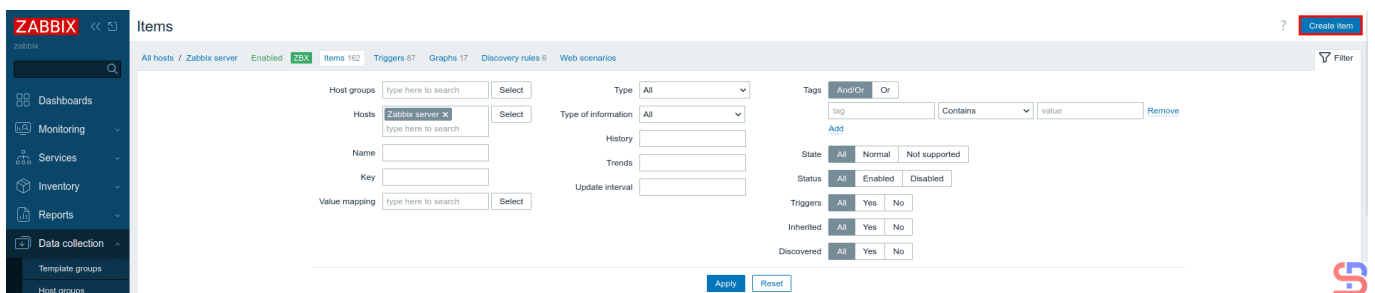 ZABBIX Items ? Create item
zabbix
All hosts / Zabbix server Enabled ZBX Items 162 Triggers 87 Graphs 17 Discovery rules 6 Web scenarios Filter
Host groups type here to search Select Type All Tags And/Or Or
Dashboards
Hosts Zabbix server × Select Type of information All tag Contains value Remove
type here to search Add
Monitoring
History
Name State All Normal Not supported
Services
Trends
Key Status All Enabled Disabled
Inventory
Update interval
Value mapping type here to search Select Triggers All Yes No
Reports
Inherited All Yes No
Data collection
Discovered All Yes No
Template groups
Apply Reset
Host groups